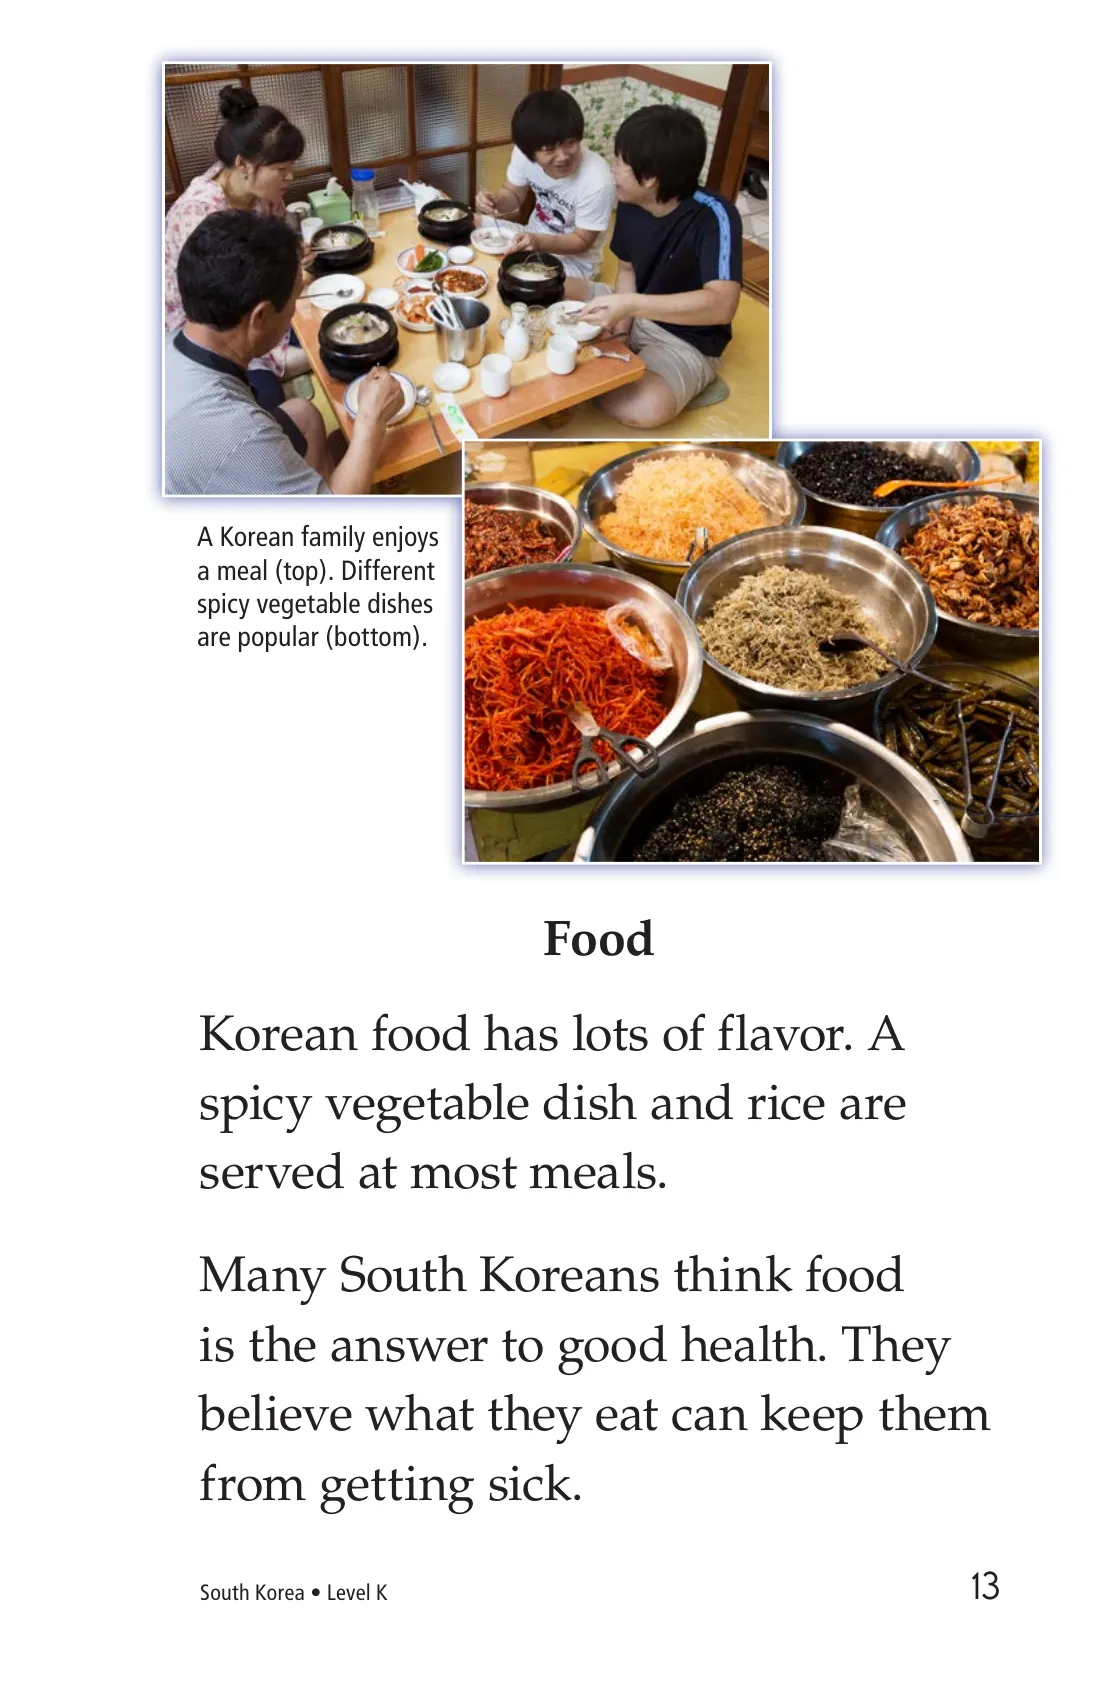 A Korean family enjoys
a meal (top). Different
spicy vegetable dishes
are popular (bottom).
Food
Korean food has lots of flavor. A
spicy vegetable dish and rice are
served at most meals.
Many South Koreans think food
is the answer to good health. They
believe what they eat can keep them
from getting sick.
South Korea • Level K
13